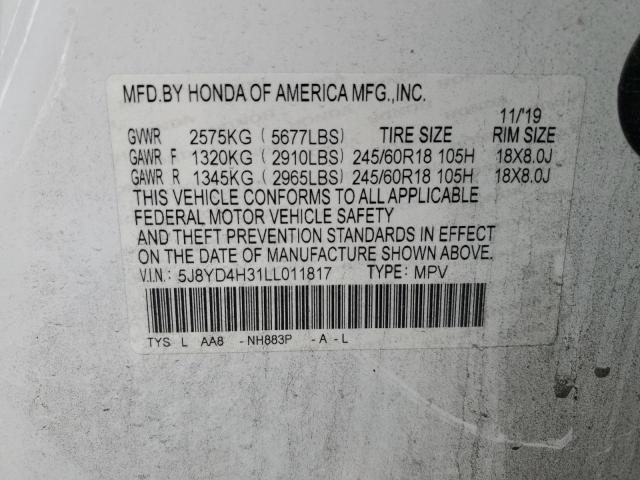 MFD.BY HONDA OF AMERICA MFG.,INC.
11/'19
GVWR 2575KG ( 5677LBS) TIRE SIZE RIM SIZE
GAWR F 1320KG ( 2910LBS) 245/60R18 105H 18X8.0J
GAWR R 1345KG ( 2965LBS) 245/60R18 105H 18X8.0J
THIS VEHICLE CONFORMS TO ALL APPLICABLE
FEDERAL MOTOR VEHICLE SAFETY
AND THEFT PREVENTION STANDARDS IN EFFECT
ON THE DATE OF MANUFACTURE SHOWN ABOVE.
V.I.N.: 5J8YD4H31LL011817 TYPE: MPV
TYS L AA8 -NH883P -A-L